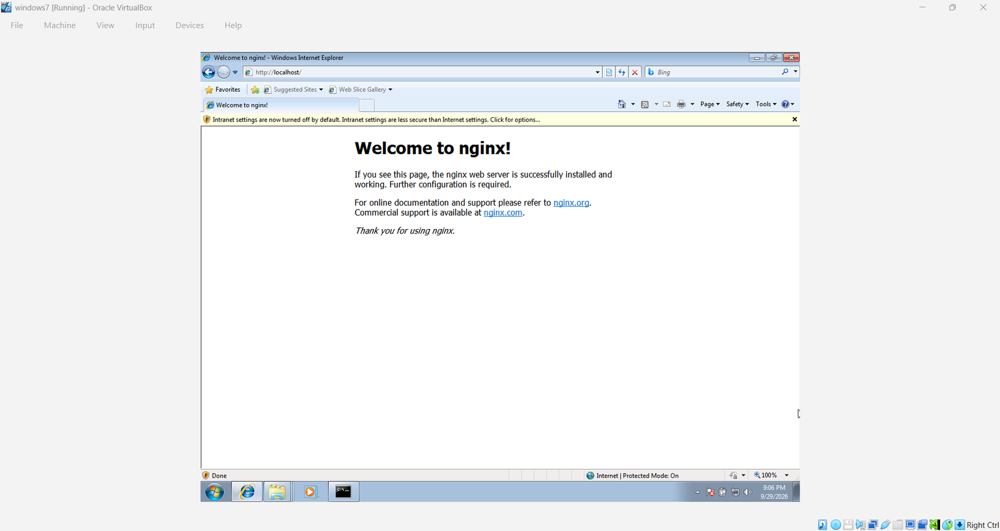 windows7 [Running] - Oracle VirtualBox
File Machine View Input Devices Help
Welcome to nginx! - Windows Internet Explorer
http://localhost/
Bing
Favorites Suggested Sites Web Slice Gallery
Welcome to nginx!
Page Safety Tools
Intranet settings are now turned off by default. Intranet settings are less secure than Internet settings. Click for options...
Welcome to nginx!
If you see this page, the nginx web server is successfully installed and
working. Further configuration is required.
For online documentation and support please refer to nginx.org.
Commercial support is available at nginx.com.
Thank you for using nginx.
Done
Internet | Protected Mode: On
100%
C:\
9:06 PM
9/29/2026
Right Ctrl